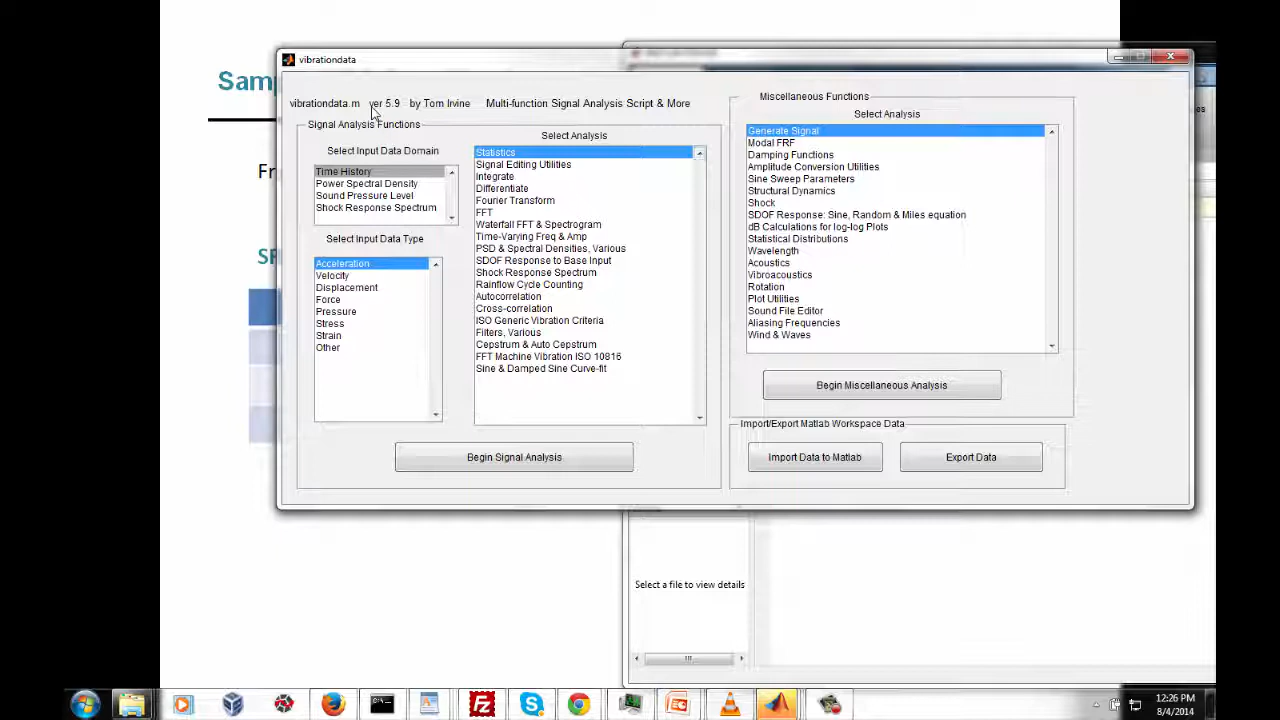 vibrationdata
Sam
vibrationdata.m ver 5.9 by Tom Irvine Multi-function Signal Analysis Script & More
Signal Analysis Functions
Select Input Data Domain
Time History
Power Spectral Density
Sound Pressure Level
Shock Response Spectrum
Select Input Data Type
Acceleration
Velocity
Displacement
Force
Pressure
Stress
Strain
Other
Select Analysis
Statistics
Signal Editing Utilities
Integrate
Differentiate
Fourier Transform
FFT
Waterfall FFT & Spectrogram
Time-Varying Freq & Amp
PSD & Spectral Densities, Various
SDOF Response to Base Input
Shock Response Spectrum
Rainflow Cycle Counting
Autocorrelation
Cross-correlation
ISO Generic Vibration Criteria
Filters, Various
Cepstrum & Auto Cepstrum
FFT Machine Vibration ISO 10816
Sine & Damped Sine Curve-fit
Begin Signal Analysis
Miscellaneous Functions
Select Analysis
Generate Signal
Modal FRF
Damping Functions
Amplitude Conversion Utilities
Sine Sweep Parameters
Structural Dynamics
Shock
SDOF Response: Sine, Random & Miles equation
dB Calculations for log-log Plots
Statistical Distributions
Wavelength
Acoustics
Vibroacoustics
Rotation
Plot Utilities
Sound File Editor
Aliasing Frequencies
Wind & Waves
Begin Miscellaneous Analysis
Import/Export Matlab Workspace Data
Import Data to Matlab
Export Data
Fr
SF
Select a file to view details
12:26 PM
8/4/2014